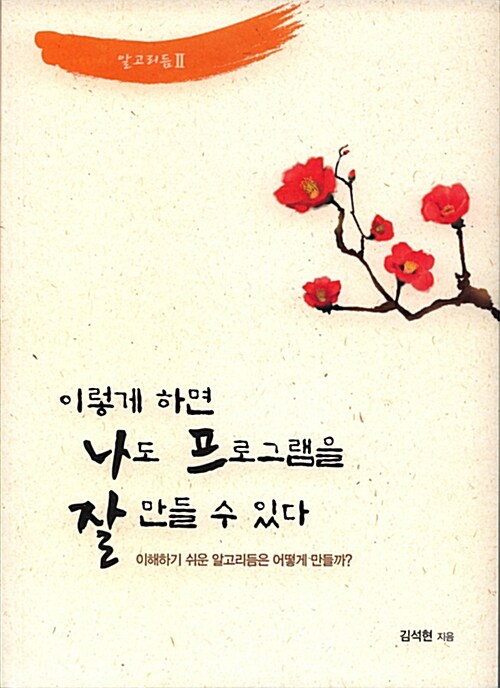 알고리듬 II
이렇게 하면
나도 프로그램을
잘 만들 수 있다
이해하기 쉬운 알고리듬은 어떻게 만들까?
김석현 지음